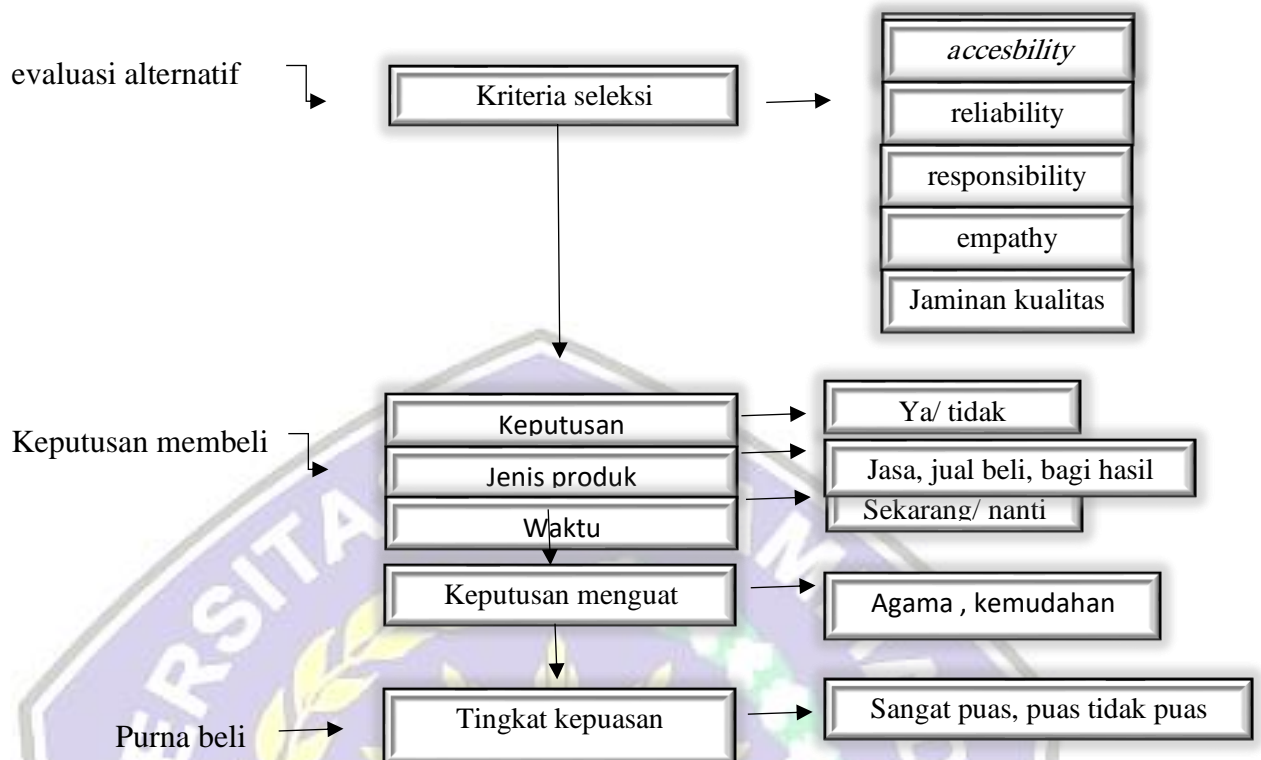 accesbility
evaluasi alternatif
Kriteria seleksi
reliability
responsibility
empathy
Jaminan kualitas
Keputusan
Ya/ tidak
Keputusan membeli
Jenis produk
Jasa, jual beli, bagi hasil
Waktu
Sekarang/ nanti
Keputusan menguat
Agama , kemudahan
Tingkat kepuasan
Sangat puas, puas tidak puas
Purna beli